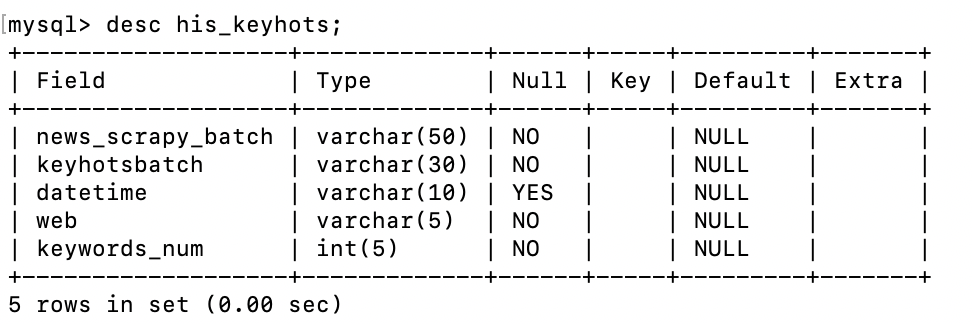 [mysql> desc his_keyhots;
+--------------------+-------------+------+-----+---------+-------+
| Field              | Type        | Null | Key | Default | Extra |
+--------------------+-------------+------+-----+---------+-------+
| news_scrapy_batch | varchar(50) | NO   |     | NULL    |       |
| keyhotsbatch       | varchar(30) | NO   |     | NULL    |       |
| datetime           | varchar(10) | YES  |     | NULL    |       |
| web                | varchar(5)  | NO   |     | NULL    |       |
| keywords_num       | int(5)      | NO   |     | NULL    |       |
+--------------------+-------------+------+-----+---------+-------+
5 rows in set (0.00 sec)